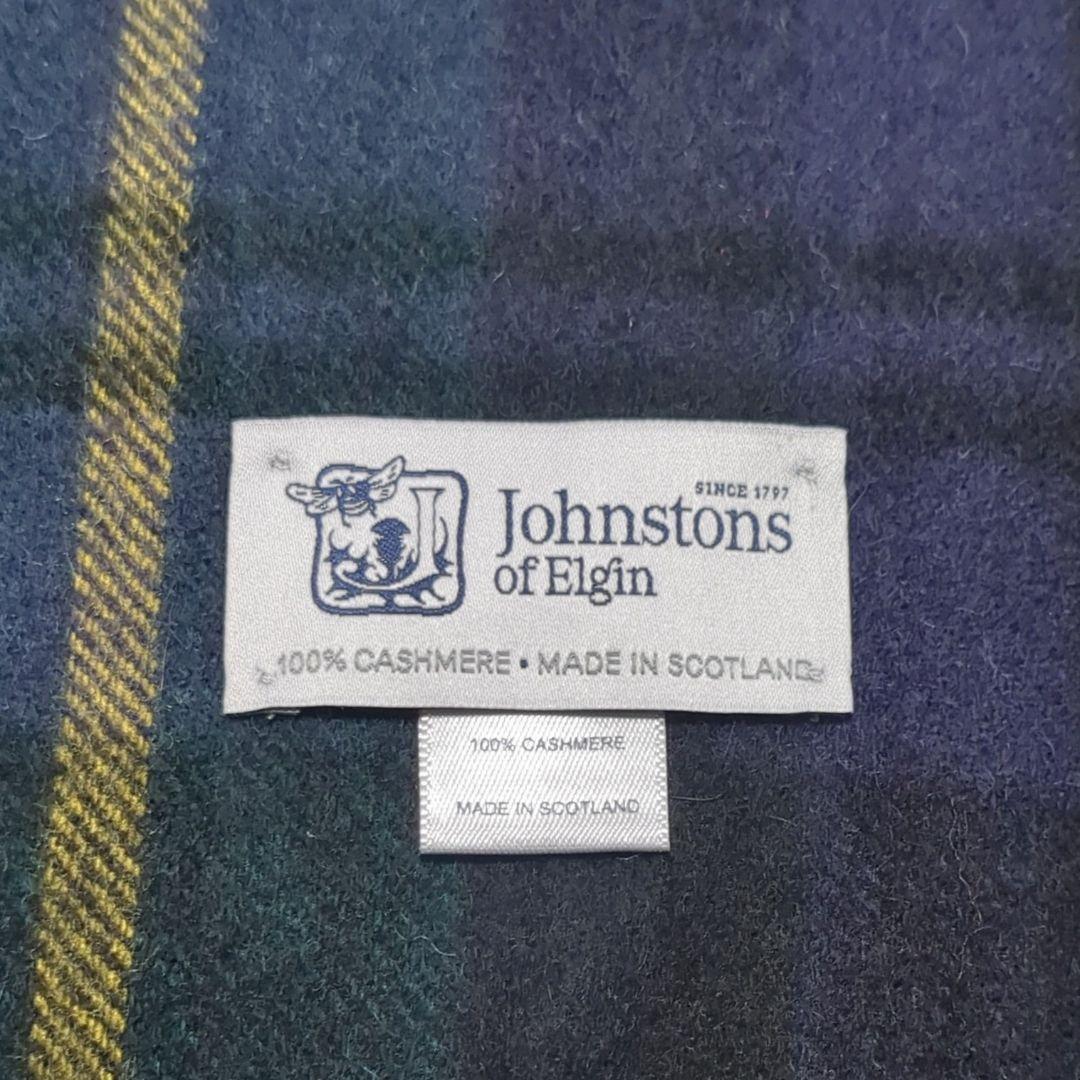 SINCE 1797
Johnstons
of Elgin
100% CASHMERE • MADE IN SCOTLAND
100% CASHMERE
MADE IN SCOTLAND